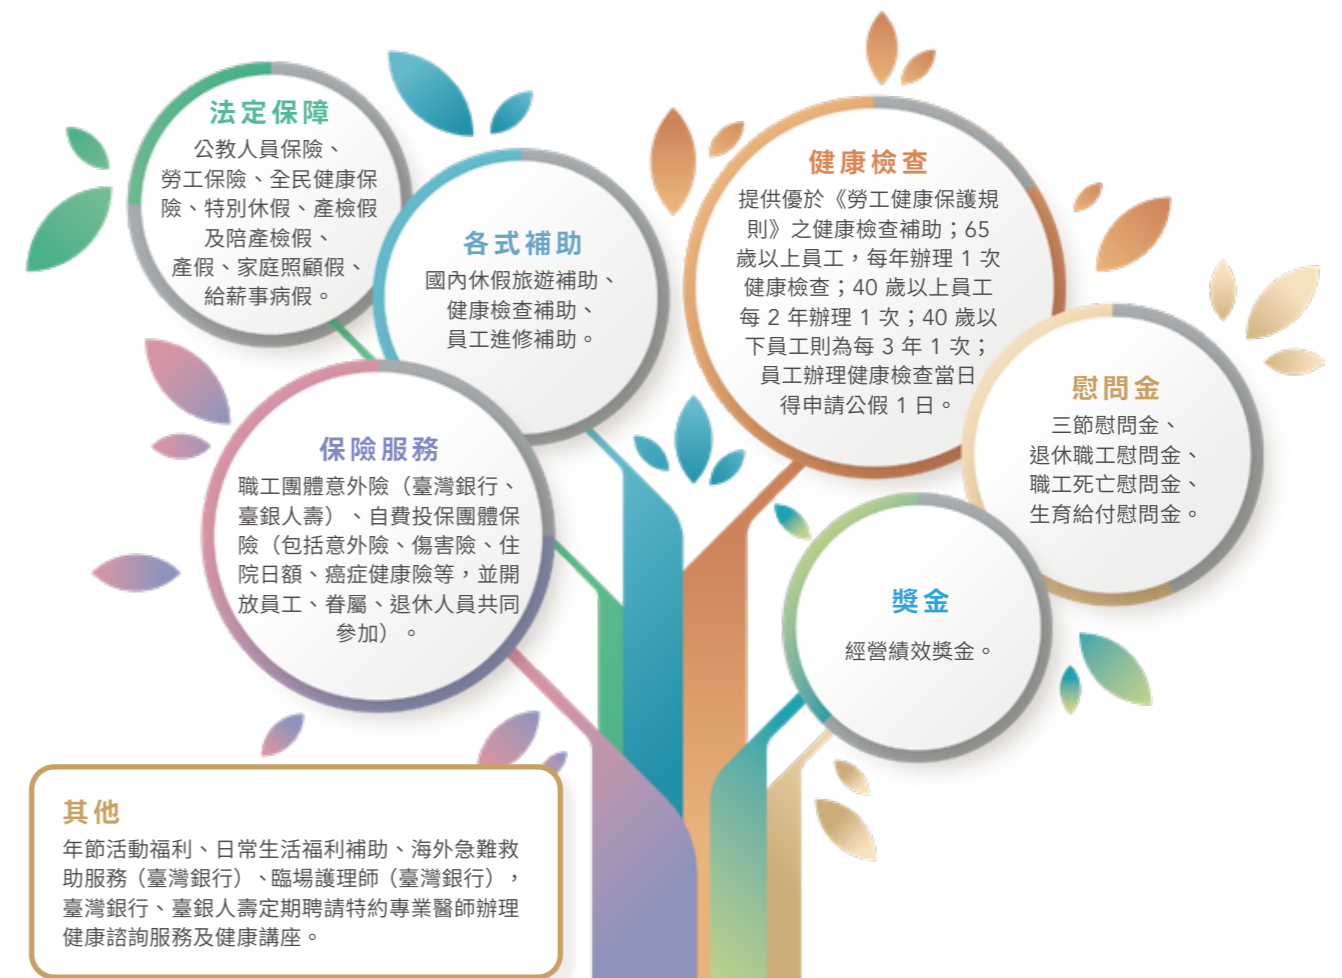 法定保障
公教人員保險、
勞工保險、全民健康保
險、特別休假、產檢假
及陪產檢假、
產假、家庭照顧假、
給薪事病假。
各式補助
國內休假旅遊補助、
健康檢查補助、
員工進修補助。
健康檢查
提供優於《勞工健康保護規
則》之健康檢查補助；65
歲以上員工，每年辦理 1 次
健康檢查；40 歲以上員工
每 2 年辦理 1 次；40 歲以
下員工則為每 3 年 1 次；
員工辦理健康檢查當日
得申請公假 1 日。
慰問金
三節慰問金、
退休職工慰問金、
職工死亡慰問金、
生育給付慰問金。
保險服務
職工團體意外險（臺灣銀行、
臺銀人壽）、自費投保團體保
險（包括意外險、傷害險、住
院日額、癌症健康險等，並開
放員工、眷屬、退休人員共同
參加）。
獎金
經營績效獎金。
其他
年節活動福利、日常生活福利補助、海外急難救
助服務（臺灣銀行）、臨場護理師（臺灣銀行），
臺灣銀行、臺銀人壽定期聘請特約專業醫師辦理
健康諮詢服務及健康講座。